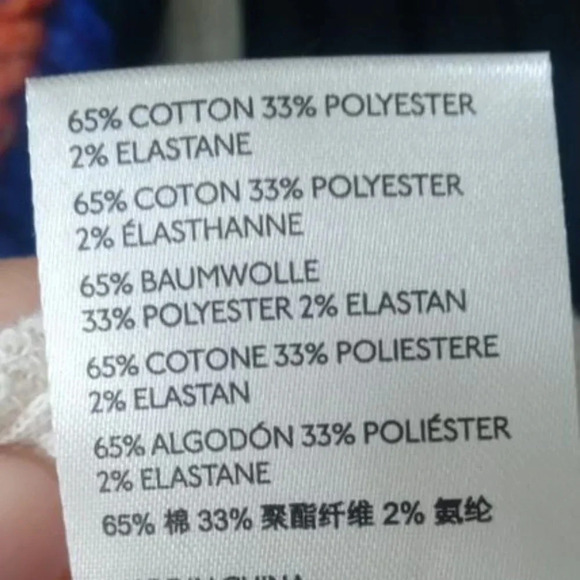 65% COTTON 33% POLYESTER
2% ELASTANE
65% COTON 33% POLYESTER
2% ÉLASTHANNE
65% BAUMWOLLE
33% POLYESTER 2% ELASTAN
65% COTONE 33% POLIESTERE
2% ELASTAN
65% ALGODÓN 33% POLIÉSTER
2% ELASTANE
65% 棉 33% 聚酯纤维 2% 氨纶